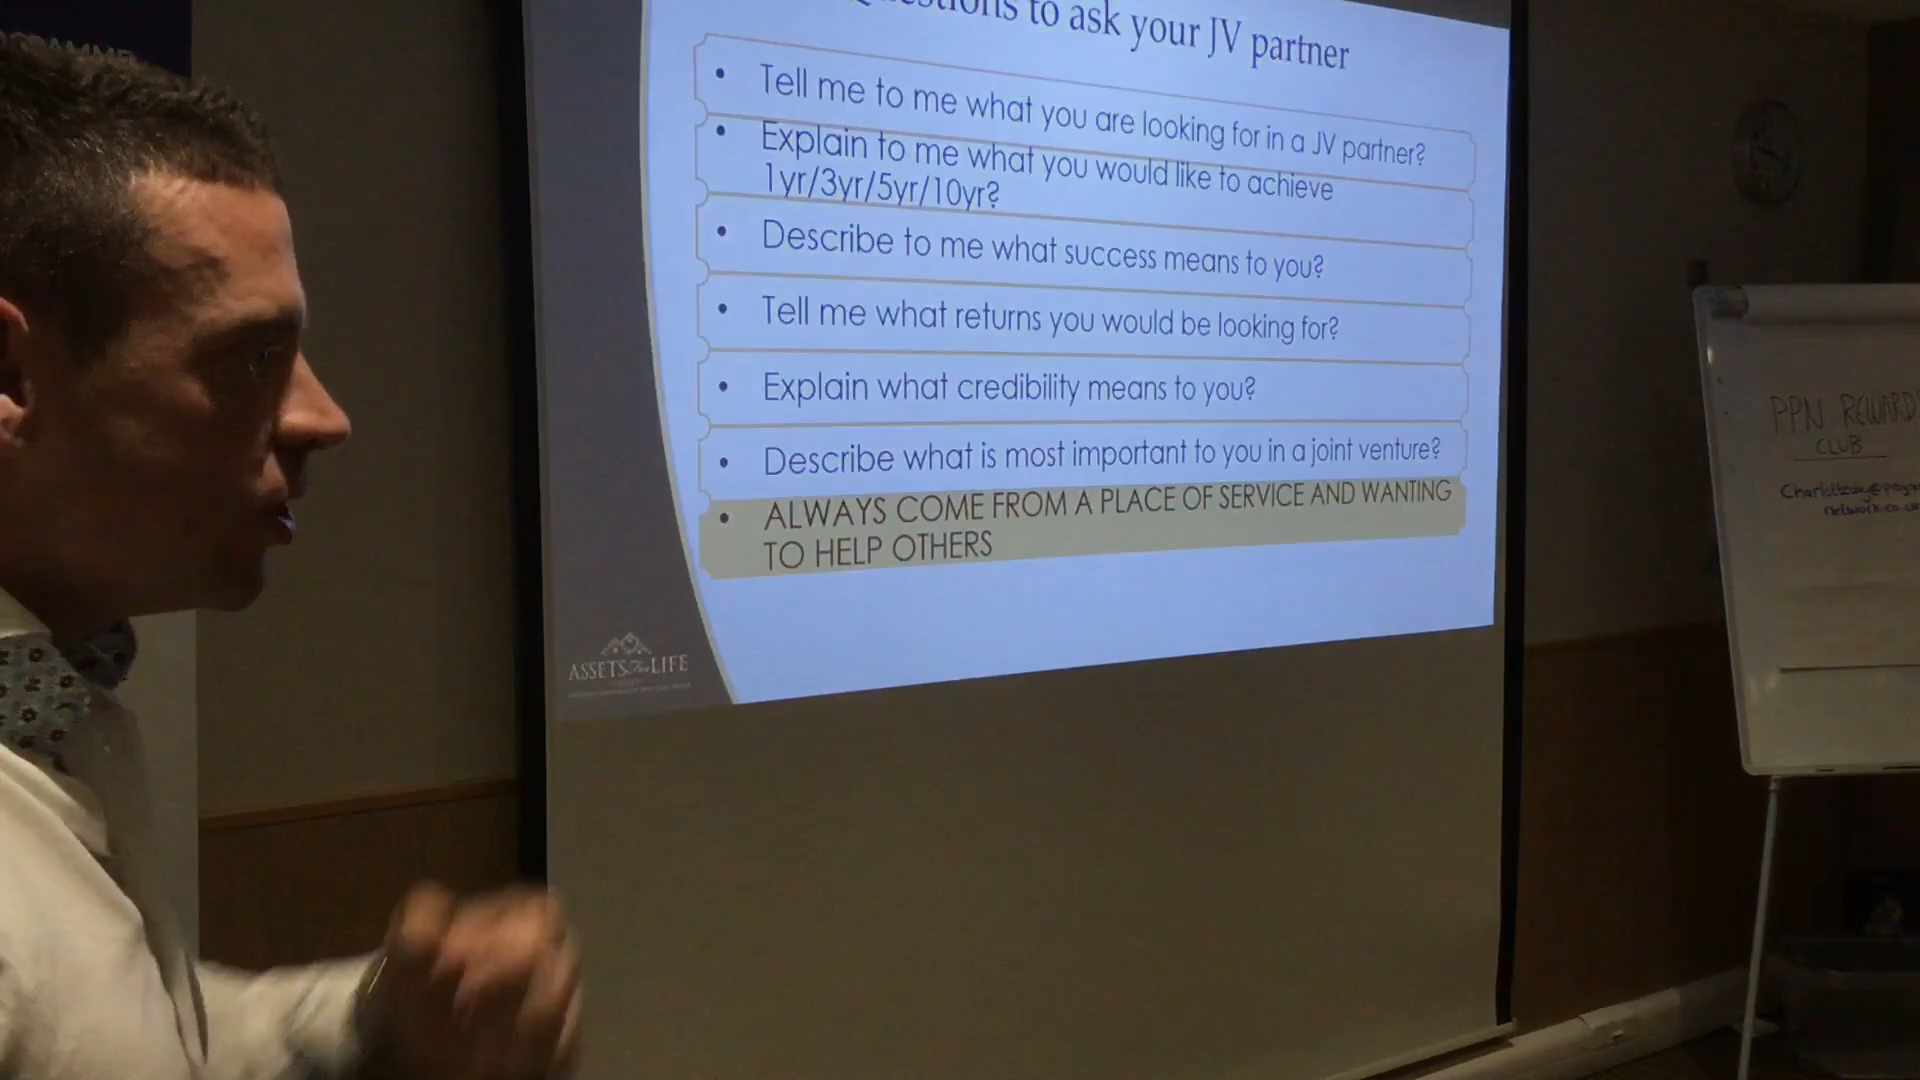 to ask your JV partner
• Tell me to me what you are looking for in a JV partner?
• Explain to me what you would like to achieve
1yr/3yr/5yr/10yr?
• Describe to me what success means to you?
• Tell me what returns you would be looking for?
• Explain what credibility means to you?
• Describe what is most important to you in a joint venture?
• ALWAYS COME FROM A PLACE OF SERVICE AND WANTING
TO HELP OTHERS
ASSETS For LIFE
PPN REWARD
CLUB
network.co.uk